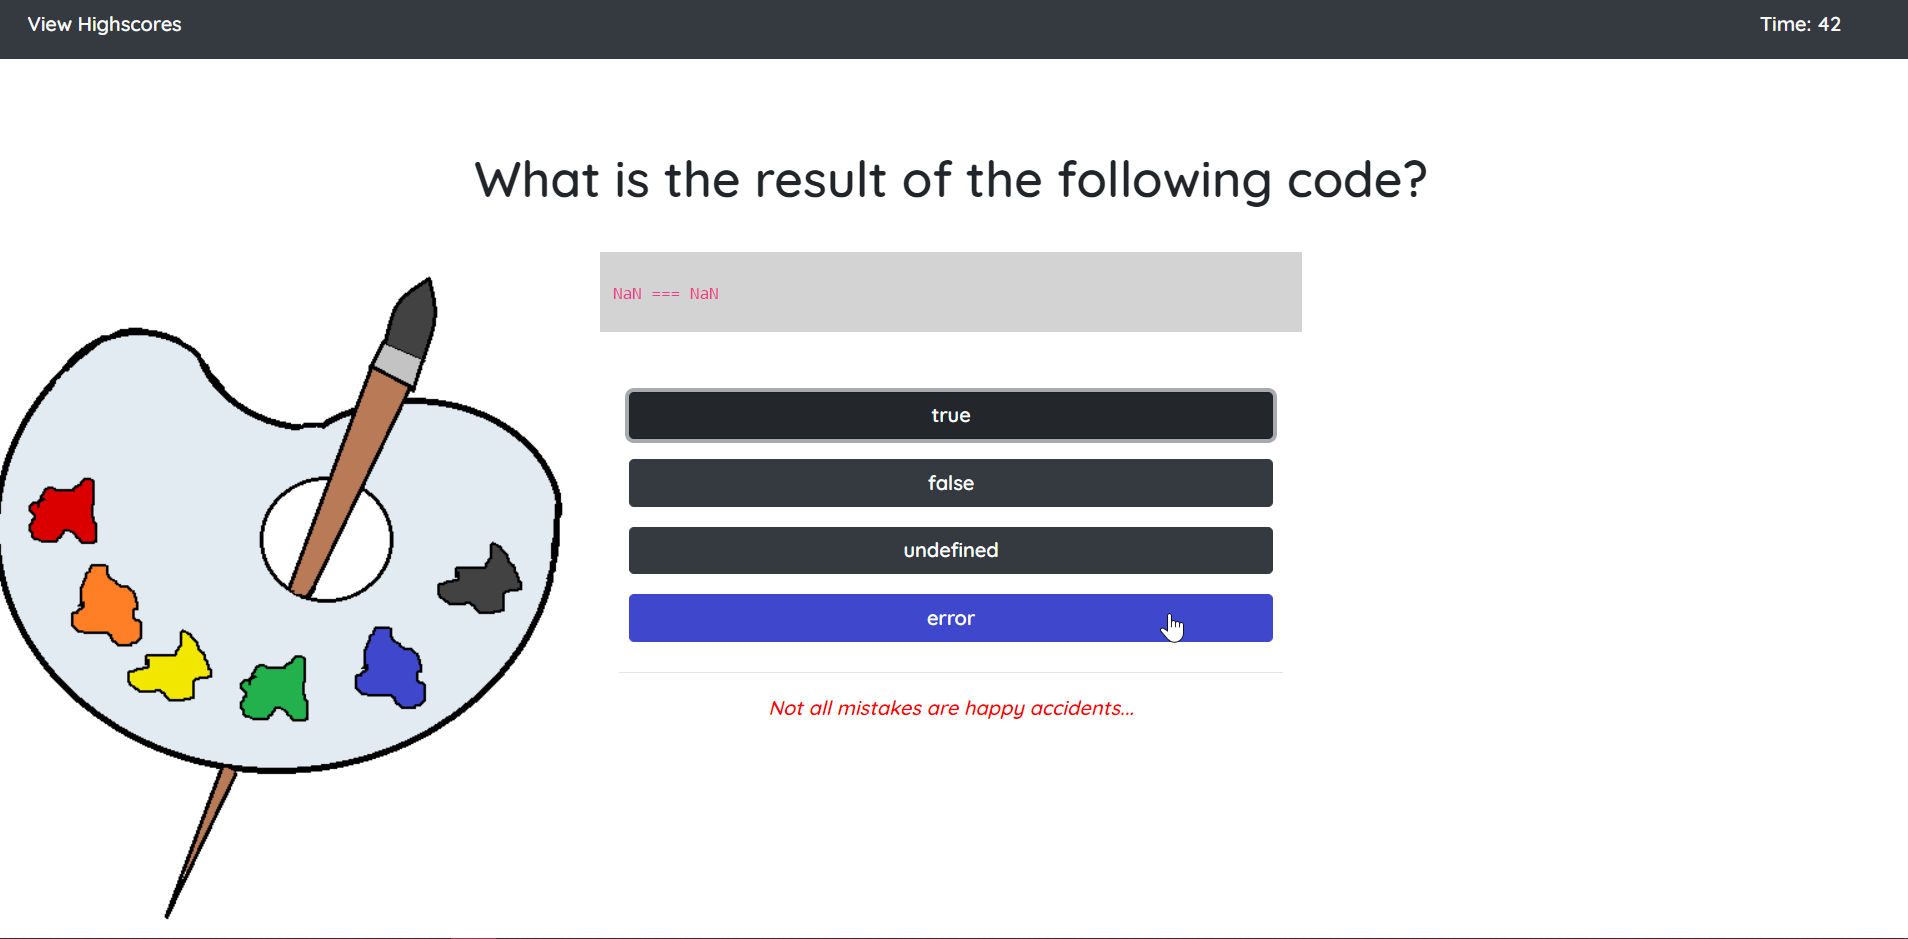 View Highscores
Time: 42
What is the result of the following code?
NaN === NaN
true
false
undefined
error
Not all mistakes are happy accidents...